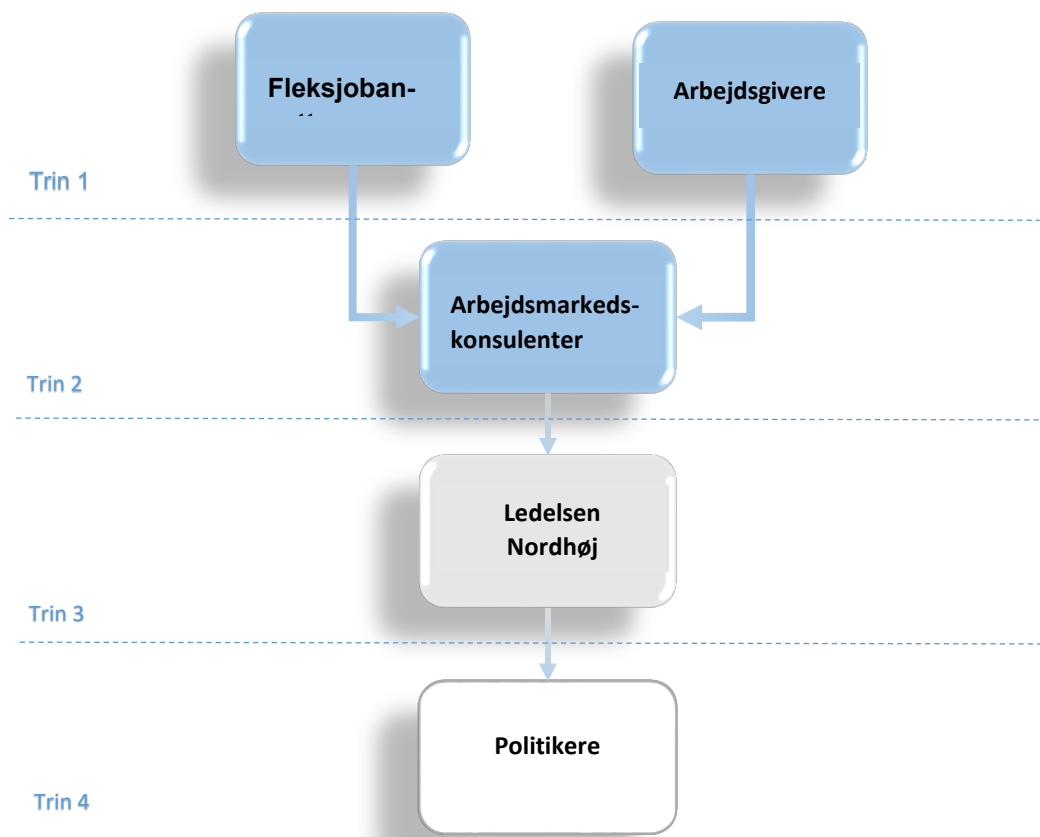 Fleksjoban-
Arbejdsgivere
Trin 1
Arbejdsmarkeds-
konsulenter
Trin 2
Ledelsen
Nordhøj
Trin 3
Politikere
Trin 4